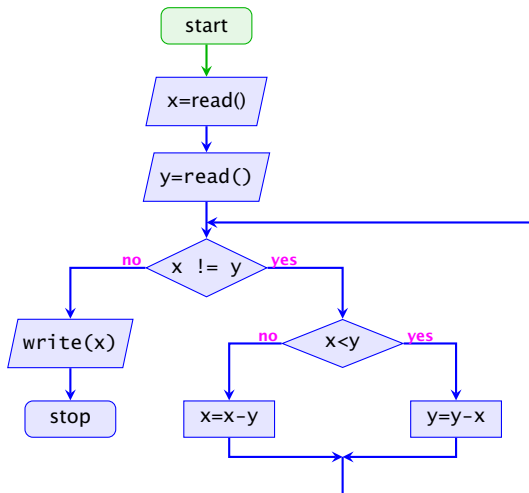 start
x=read()
y=read()
no
x != y
yes
write(x)
no
x<y
yes
stop
x=x-y
y=y-x